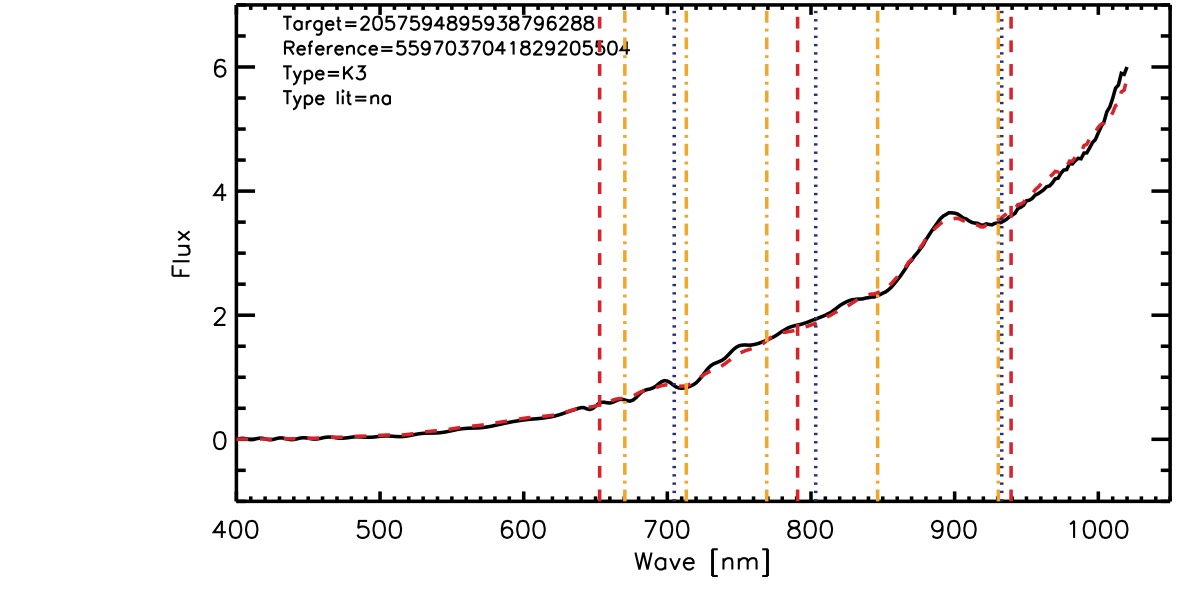 Target=2057594895938796288
Reference=5597037041829205504
Type=K3
Type lit=na
6
4
2
0
Flux
400 500 600 700 800 900 1000
Wave [nm]